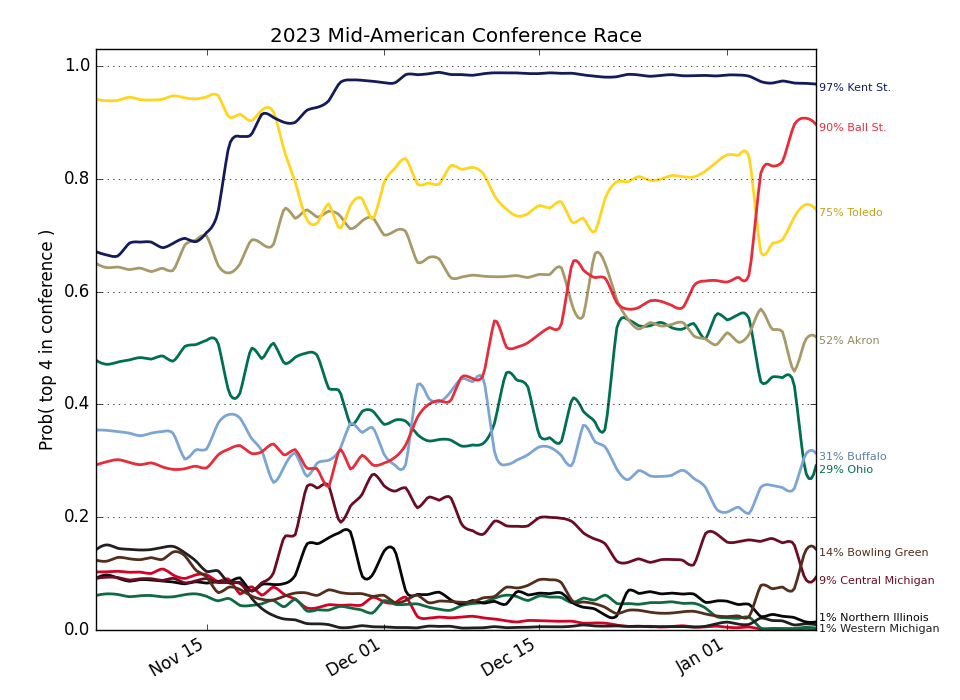 2023 Mid-American Conference Race
Prob( top 4 in conference )
1.0
0.8
0.6
0.4
0.2
0.0
Nov 15
Dec 01
Dec 15
Jan 01
97% Kent St.
90% Ball St.
75% Toledo
52% Akron
31% Buffalo
29% Ohio
14% Bowling Green
9% Central Michigan
1% Northern Illinois
1% Western Michigan